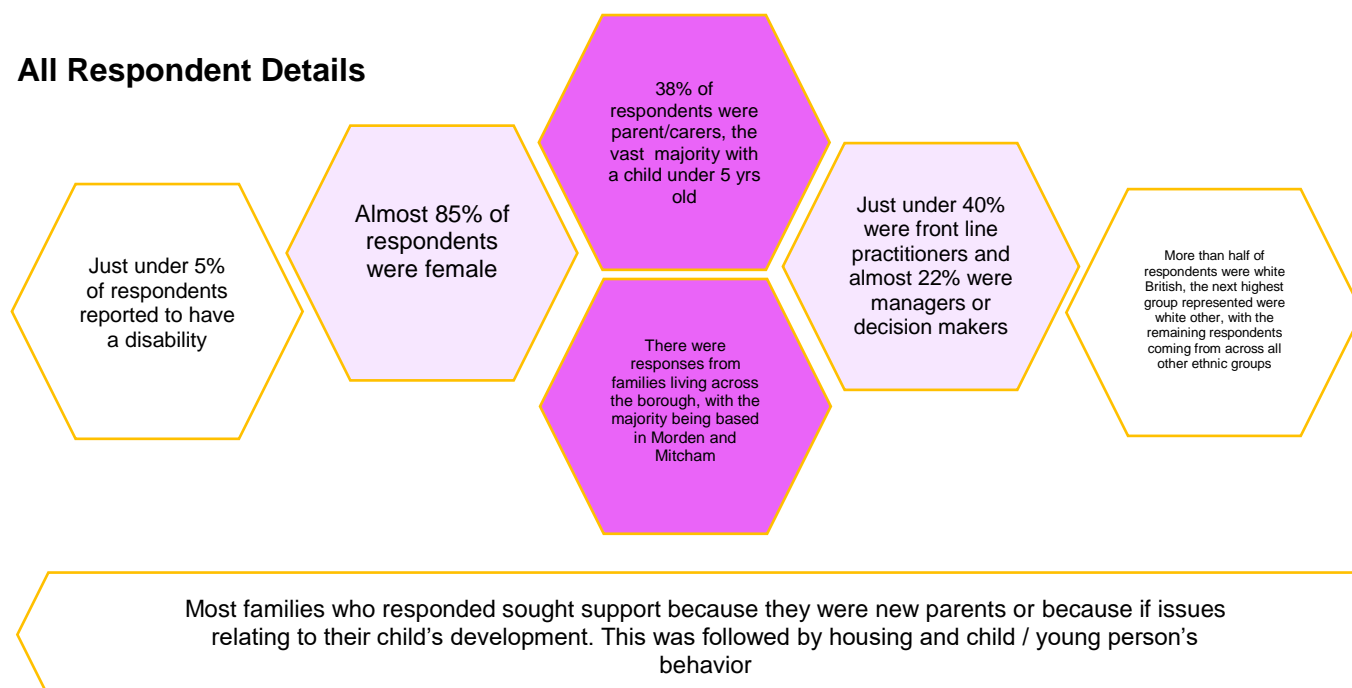 All Respondent Details
Just under 5%
of respondents
reported to have
a disability
Almost 85% of
respondents
were female
38% of
respondents were
parent/carers, the
vast majority with
a child under 5 yrs
old
There were
responses from
families living across
the borough, with the
majority being based
in Morden and
Mitcham
Just under 40%
were front line
practitioners and
almost 22% were
managers or
decision makers
More than half of
respondents were white
British, the next highest
group represented were
white other, with the
remaining respondents
coming from across all
other ethnic groups
Most families who responded sought support because they were new parents or because if issues
relating to their child’s development. This was followed by housing and child / young person’s
behavior